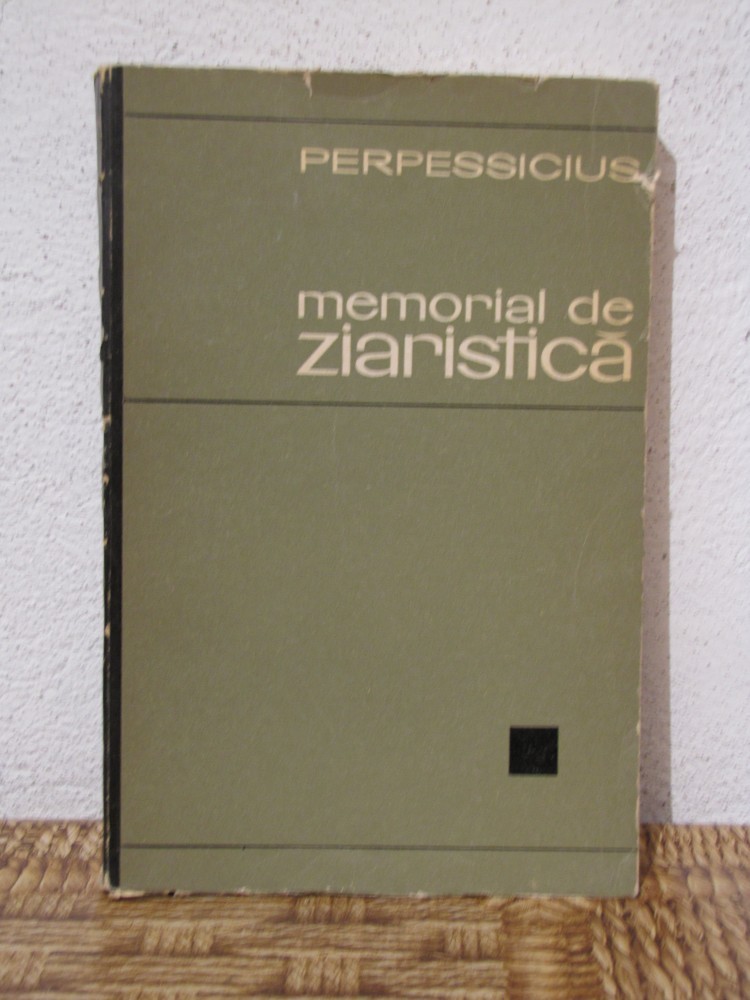 PERPESSICIUS
memorial de
ziaristică